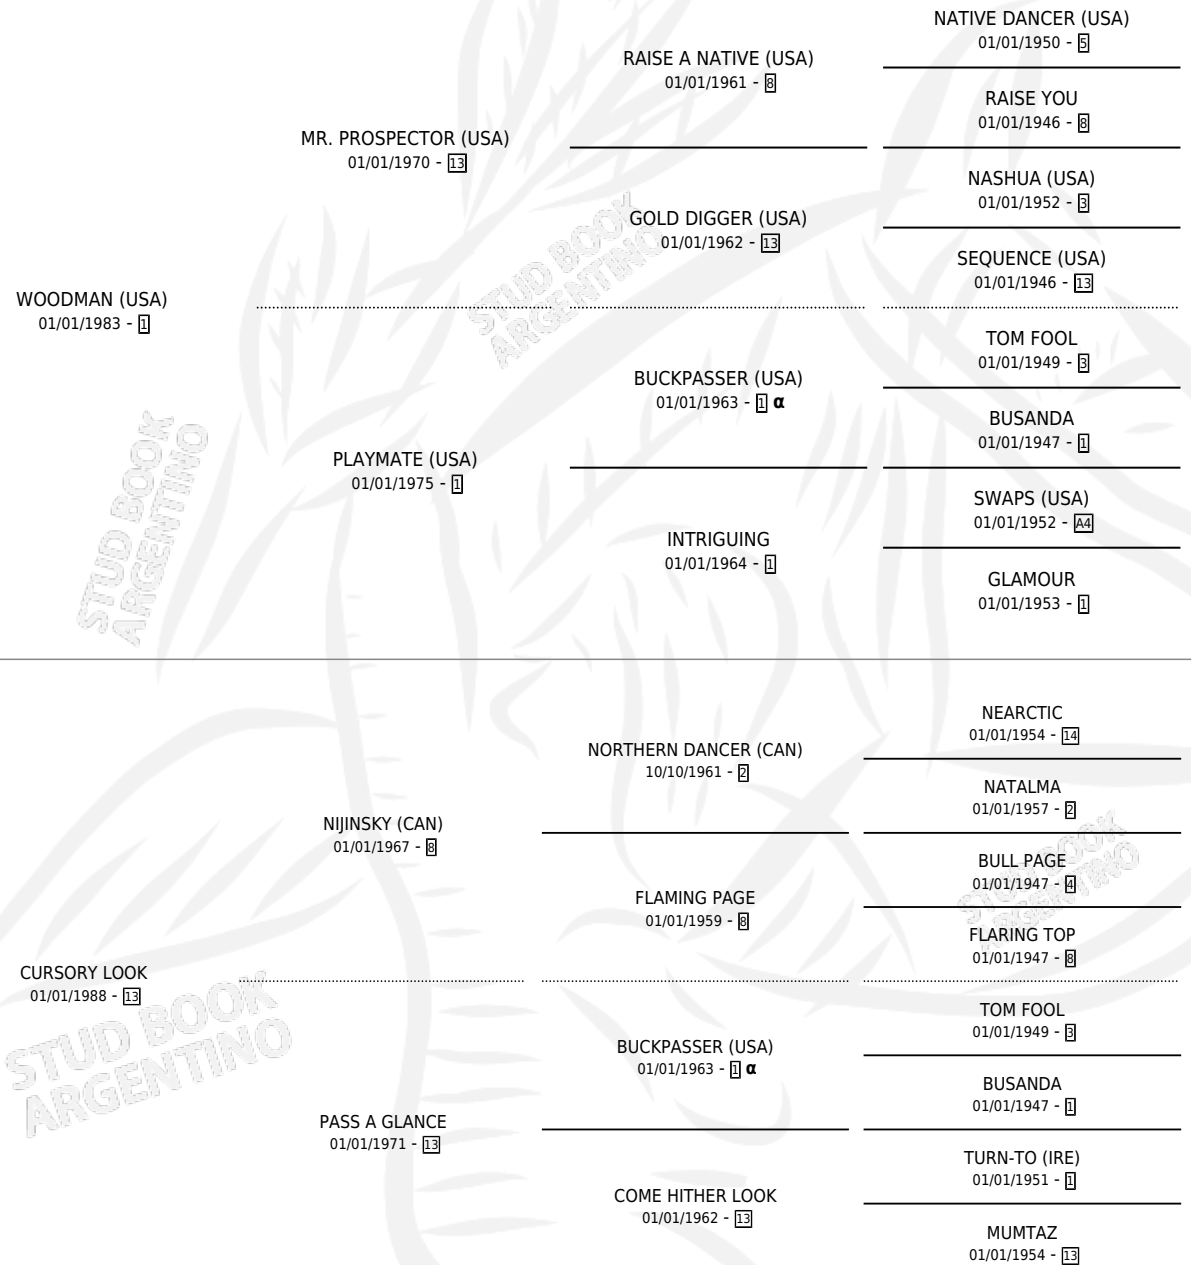 NATIVE DANCER (USA)
01/01/1950 - 5
RAISE A NATIVE (USA)
01/01/1961 - 8
RAISE YOU
01/01/1946 - 8
MR. PROSPECTOR (USA)
01/01/1970 - 13
NASHUA (USA)
01/01/1952 - 3
GOLD DIGGER (USA)
01/01/1962 - 13
SEQUENCE (USA)
01/01/1946 - 13
STUD BOOK
ARGENTINO
WOODMAN (USA)
01/01/1983 - 1
TOM FOOL
01/01/1949 - 3
BUCKPASSER (USA)
01/01/1963 - 1 α
BUSANDA
01/01/1947 - 1
PLAYMATE (USA)
01/01/1975 - 1
SWAPS (USA)
01/01/1952 - A4
INTRIGUING
01/01/1964 - 1
GLAMOUR
01/01/1953 - 1
STUD BOOK
ARGENTINO
NEARCTIC
01/01/1954 - 14
NORTHERN DANCER (CAN)
10/10/1961 - 2
NATALMA
01/01/1957 - 2
NIJINSKY (CAN)
01/01/1967 - 8
BULL PAGE
01/01/1947 - 4
FLAMING PAGE
01/01/1959 - 8
FLARING TOP
01/01/1947 - 8
STUD BOOK
ARGENTINO
CURSORY LOOK
01/01/1988 - 13
TOM FOOL
01/01/1949 - 3
BUCKPASSER (USA)
01/01/1963 - 1 α
BUSANDA
01/01/1947 - 1
PASS A GLANCE
01/01/1971 - 13
TURN-TO (IRE)
01/01/1951 - 1
COME HITHER LOOK
01/01/1962 - 13
MUMTAZ
01/01/1954 - 13
STUD BOOK
ARGENTINO